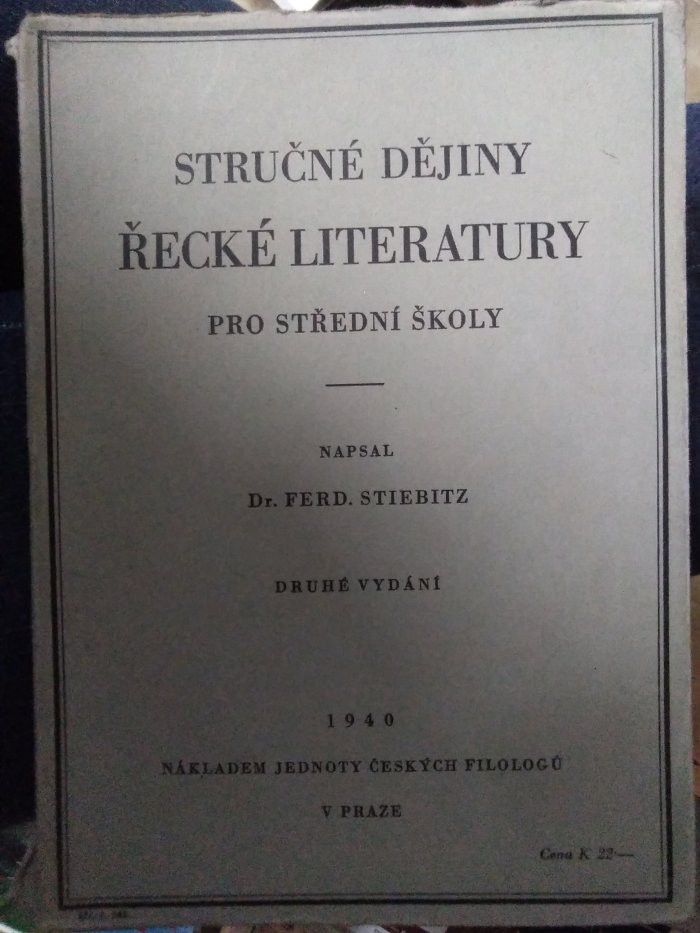 STRUČNÉ DĚJINY
ŘECKÉ LITERATURY
PRO STŘEDNÍ ŠKOLY
NAPSAL
Dr. FERD. STIEBITZ
DRUHÉ VYDÁNÍ
1940
NÁKLADEM JEDNOTY ČESKÝCH FILOLOGŮ
V PRAZE
Cena K 22·—